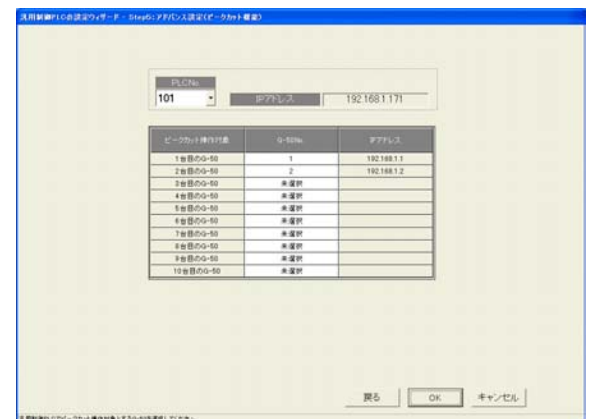 汎用制御PLCの設定ウィザード - Step6:アドバンス設定(ピークカット機能)
PLCNo.
101
IPアドレス 192.168.1.171
ピークカット操作対象 G-50No. IPアドレス
1台目のG-50 1 192.168.1.1
2台目のG-50 2 192.168.1.2
3台目のG-50 未選択
4台目のG-50 未選択
5台目のG-50 未選択
6台目のG-50 未選択
7台目のG-50 未選択
8台目のG-50 未選択
9台目のG-50 未選択
10台目のG-50 未選択
戻る OK キャンセル